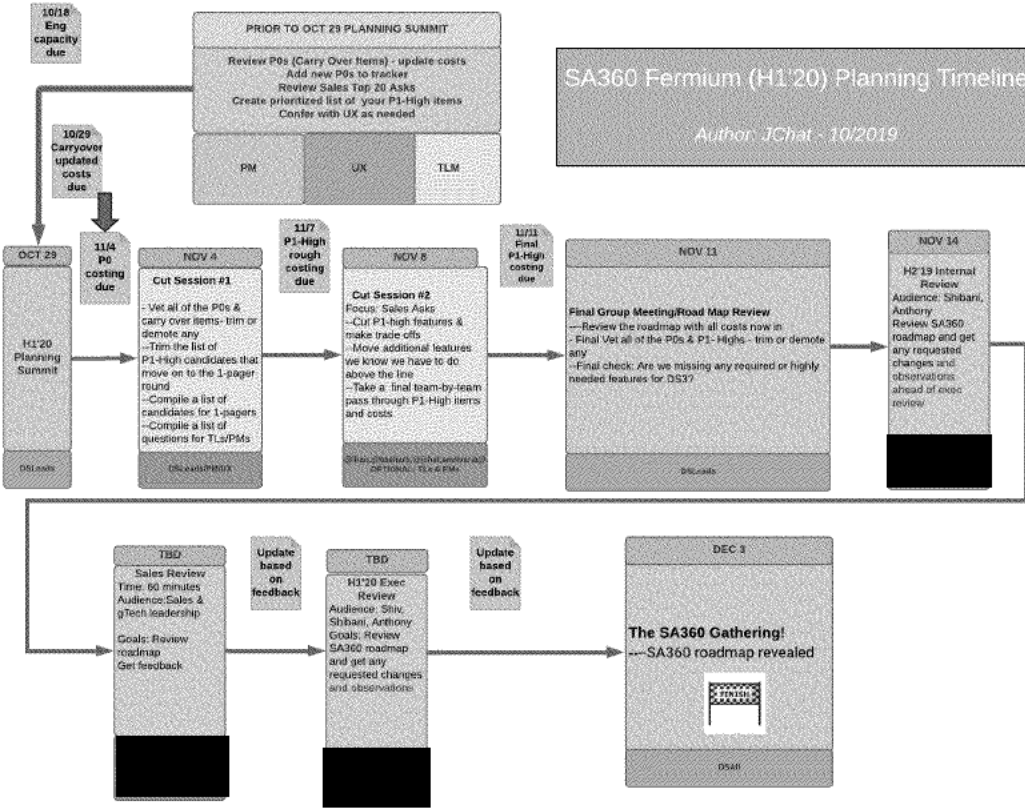 10/18
Eng
capacity
due
PRIOR TO OCT 29 PLANNING SUMMIT
Review P0s (Carry Over Items) - update costs
Add new P0s to tracker
Review Sales Top 20 Asks
Create prioritized list of your P1-High items
Confer with UX as needed
PM
UX
TLM
SA360 Fermium (H1'20) Planning Timeline
Author: JChat - 10/2019
10/29
Carryover
updated
costs
due
OCT 29
H1'20
Planning
Summit
DSLeads
11/4
P0
costing
due
NOV 4
Cut Session #1
- Vet all of the P0s &
carry over items- trim or
demote any
--Trim the list of
P1-High candidates that
move on to the 1-pager
round
--Compile a list of
candidates for 1-pagers
--Compile a list of
questions for TLs/PMs
DSLeads/PM/UX
11/7
P1-High
rough
costing
due
NOV 8
Cut Session #2
Focus: Sales Asks
--Cut P1-high features &
make trade offs
--Move additional features
we know we have to do
above the line
--Take a final team-by-team
pass through P1-High items
and costs
OPTIONAL: TLs & PMs
11/11
Final
P1-High
costing
due
NOV 11
Final Group Meeting/Road Map Review
----Review the roadmap with all costs now in
- Final Vet all of the P0s & P1- Highs - trim or demote
any
--Final check: Are we missing any required or highly
needed features for DS3?
DSLeads
NOV 14
H2'19 Internal
Review
Audience: Shibani,
Anthony
Review SA360
roadmap and get
any requested
changes and
observations
ahead of exec
review
TBD
Sales Review
Time: 60 minutes
Audience:Sales &
gTech leadership
Goals: Review
roadmap
Get feedback
Update
based
on
feedback
TBD
H1'20 Exec
Review
Audience: Shiv,
Shibani, Anthony
Goals: Review
SA360 roadmap
and get any
requested changes
and observations
Update
based
on
feedback
DEC 3
The SA360 Gathering!
----SA360 roadmap revealed
FINISH
DSall